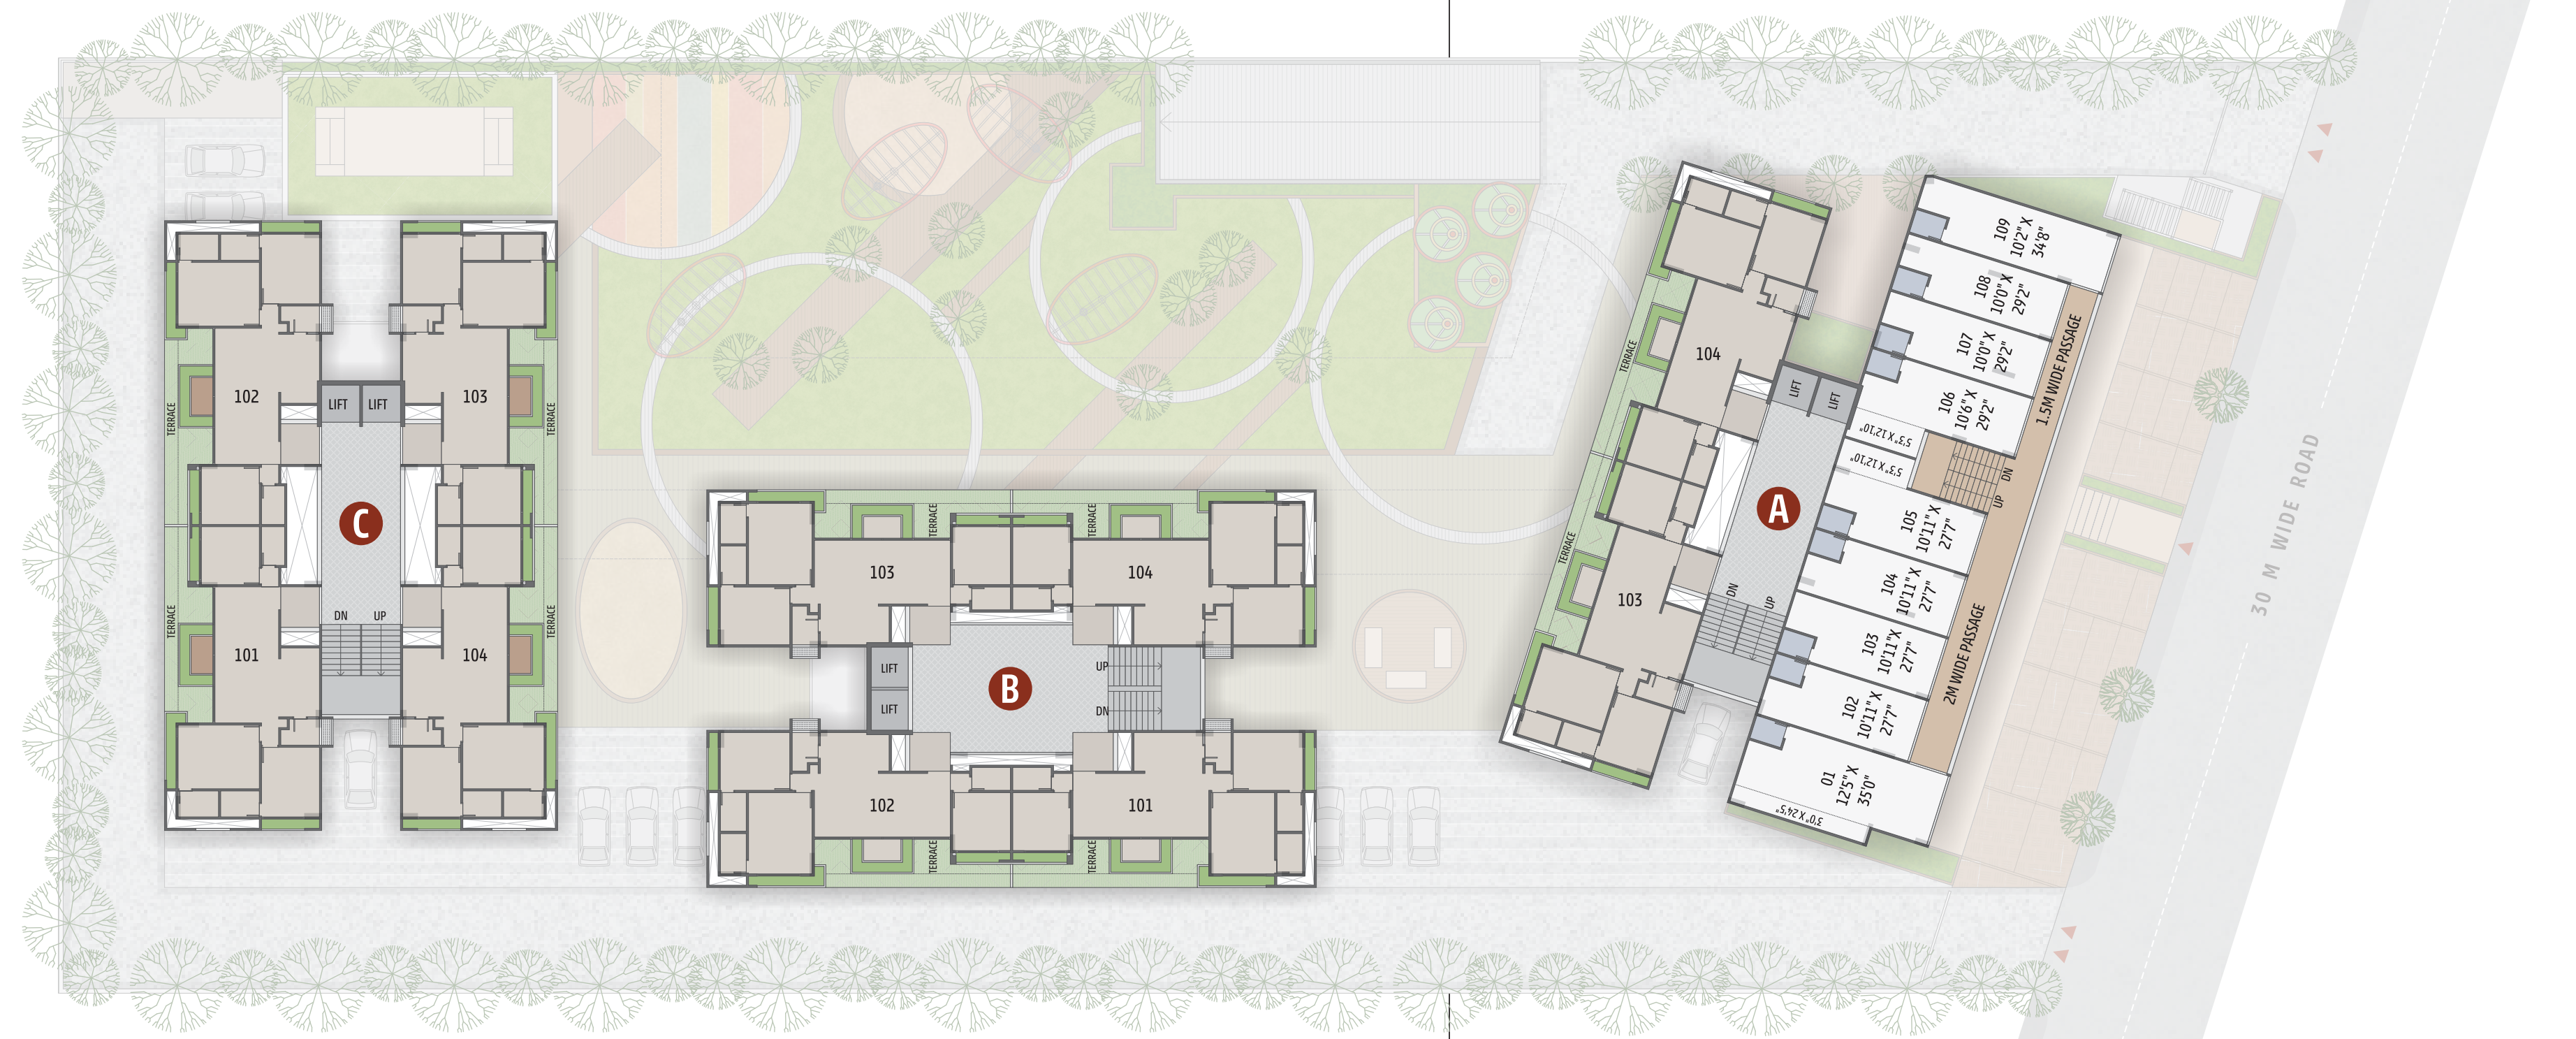 102
LIFT
LIFT
103
TERRACE
TERRACE
C
DN
UP
TERRACE
TERRACE
101
104
TERRACE
TERRACE
103
104
LIFT
LIFT
B
UP
DN
102
101
TERRACE
TERRACE
TERRACE
104
LIFT
LIFT
A
TERRACE
103
DN
UP
109
10'2"X
34'8"
108
10'0"X
29'2"
107
10'0"X
29'2"
106
10'6"X
29'2"
5'3"X12'10"
5'3"X12'10"
DN
UP
1.5M WIDE PASSAGE
105
10'11"X
27'7"
104
10'11"X
27'7"
103
10'11"X
27'7"
102
10'11"X
27'7"
2M WIDE PASSAGE
01
12'5"X
35'0"
3'0"X24'5"
30 M WIDE ROAD